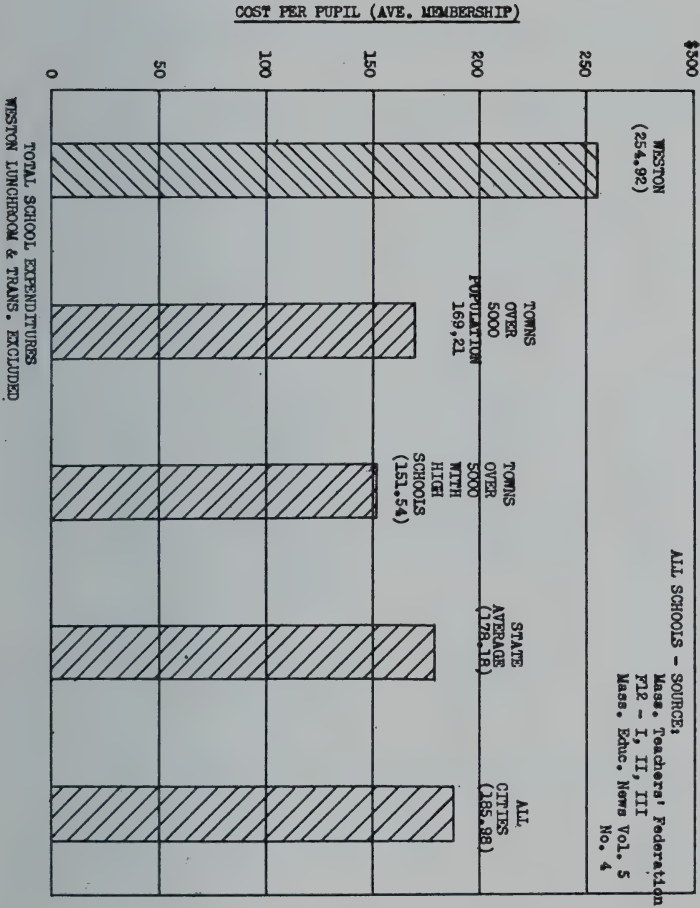 COST PER PUPIL (AVE. MEMBERSHIP)
$300
250
200
150
100
50
0
ALL SCHOOLS - SOURCE:
Mass. Teachers' Federation
F12 - I, II, III
Mass. Educ. News Vol. 5
No. 4
WESTON
(254.92)
TOWNS
OVER
5000
POPULATION
169,21
TOWNS
OVER
5000
WITH
HIGH
SCHOOLS
(151.54)
STATE
AVERAGE
(178.18)
ALL
CITIES
(185.98)
TOTAL SCHOOL EXPENDITURES
WESTON LUNCHROOM & TRANS. EXCLUDED